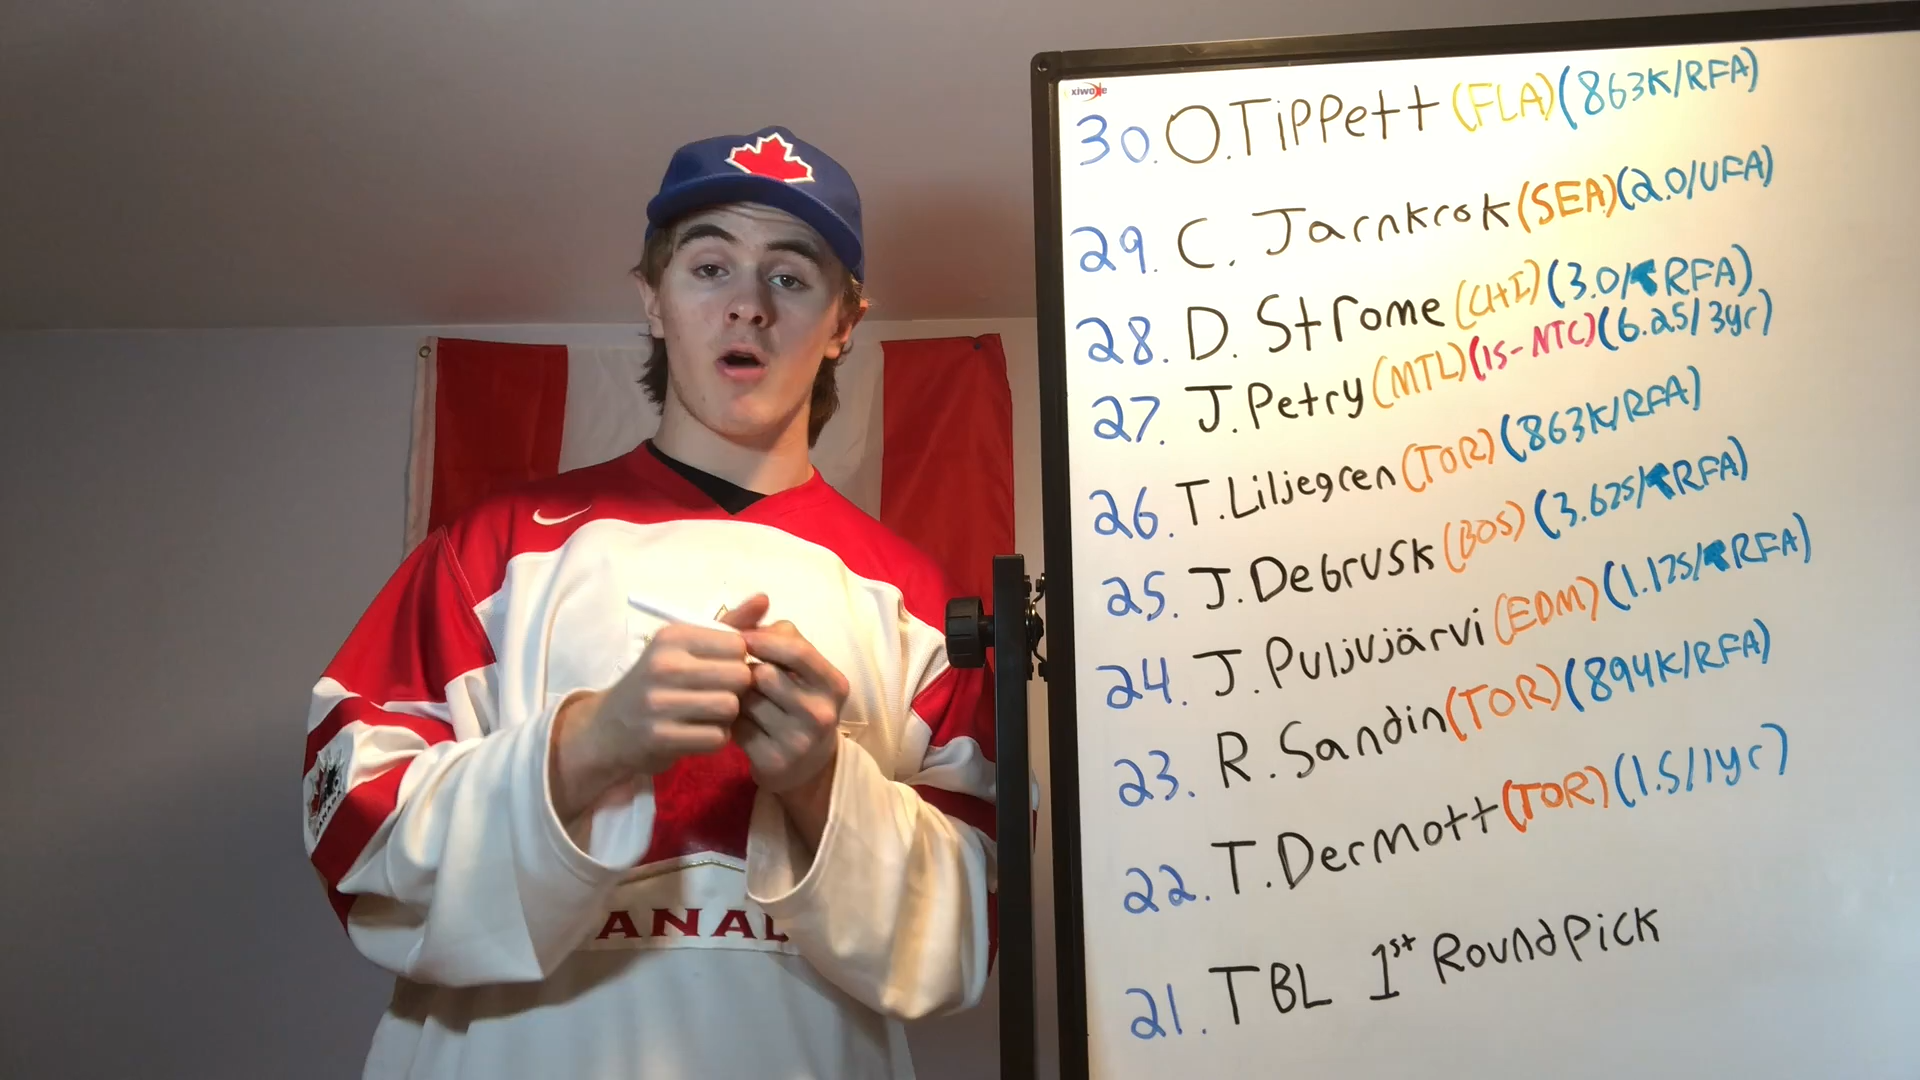 xiwode
30. O.Tippett (FLA) (863K/RFA)
29. C. Jarnkrok (SEA) (2.0/UFA)
28. D. Strome (CHI) (3.0/RFA)
27. J. Petry (MTL) (15-NTC) (6.25/3yr)
26. T. Liljegren (TOR) (863K/RFA)
25. J. Debrusk (BOS) (3.625/RFA)
24. J. Puljujärvi (EDM) (1.175/RFA)
23. R. Sandin (TOR) (894K/RFA)
22. T. Dermott (TOR) (1.5/1yr)
21. TBL 1st Round Pick
ANAD